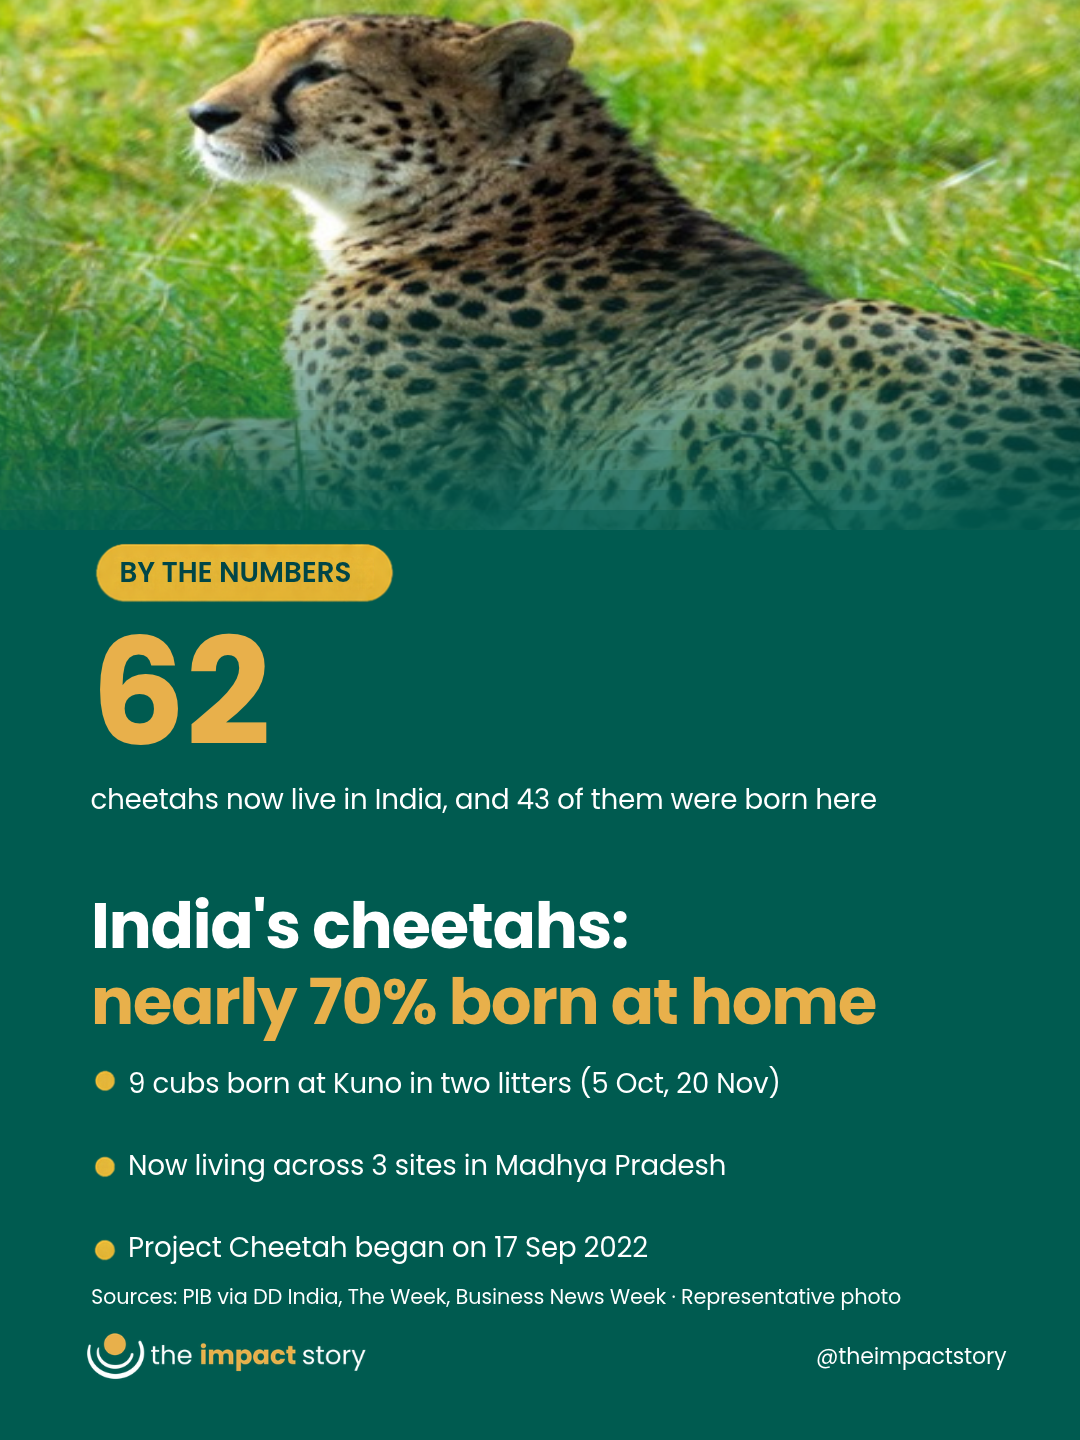 BY THE NUMBERS
62
cheetahs now live in India, and 43 of them were born here
India's cheetahs:
nearly 70% born at home
9 cubs born at Kuno in two litters (5 Oct, 20 Nov)
Now living across 3 sites in Madhya Pradesh
Project Cheetah began on 17 Sep 2022
Sources: PIB via DD India, The Week, Business News Week · Representative photo
the impact story
@theimpactstory